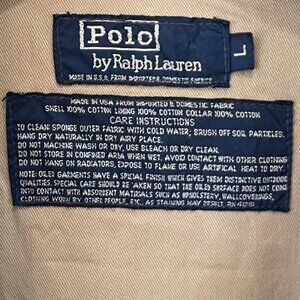 Polo
by Ralph Lauren
MADE IN U.S.A. FROM IMPORTED & DOMESTIC FABRICS
L
MADE IN USA FROM IMPORTED & DOMESTIC FABRIC
SHELL 100% COTTON LINING 100% COTTON COLLAR 100% COTTON
CARE INSTRUCTIONS
TO CLEAN: SPONGE OUTER FABRIC WITH COLD WATER; BRUSH OFF SOIL PARTICLES.
HANG NATURALLY IN DRY AIRY PLACE.
DO NOT MACHINE WASH OR DRY, USE BLEACH OR DRY CLEAN.
DO NOT STORE IN CONFINED AREA WHEN WET, AVOID CONTACT WITH OTHER CLOTHING
DO NOT HANG ON RADIATORS, EXPOSE TO FLAME OR USE ARTIFICIAL HEAT TO DRY.
NOTE: OILED GARMENTS HAVE A SPECIAL FINISH WHICH GIVES THEM DISTINCTIVE OUTDOOR
QUALITIES. SPECIAL CARE SHOULD BE TAKEN SO THAT THE OILED SURFACE DOES NOT COME
INTO CONTACT WITH ABSORBENT MATERIALS SUCH AS UPHOLSTERY, WALLCOVERINGS,
CLOTHING WORN BY OTHER PEOPLE, ETC. AS STAINING MAY RESULT. RN 41381